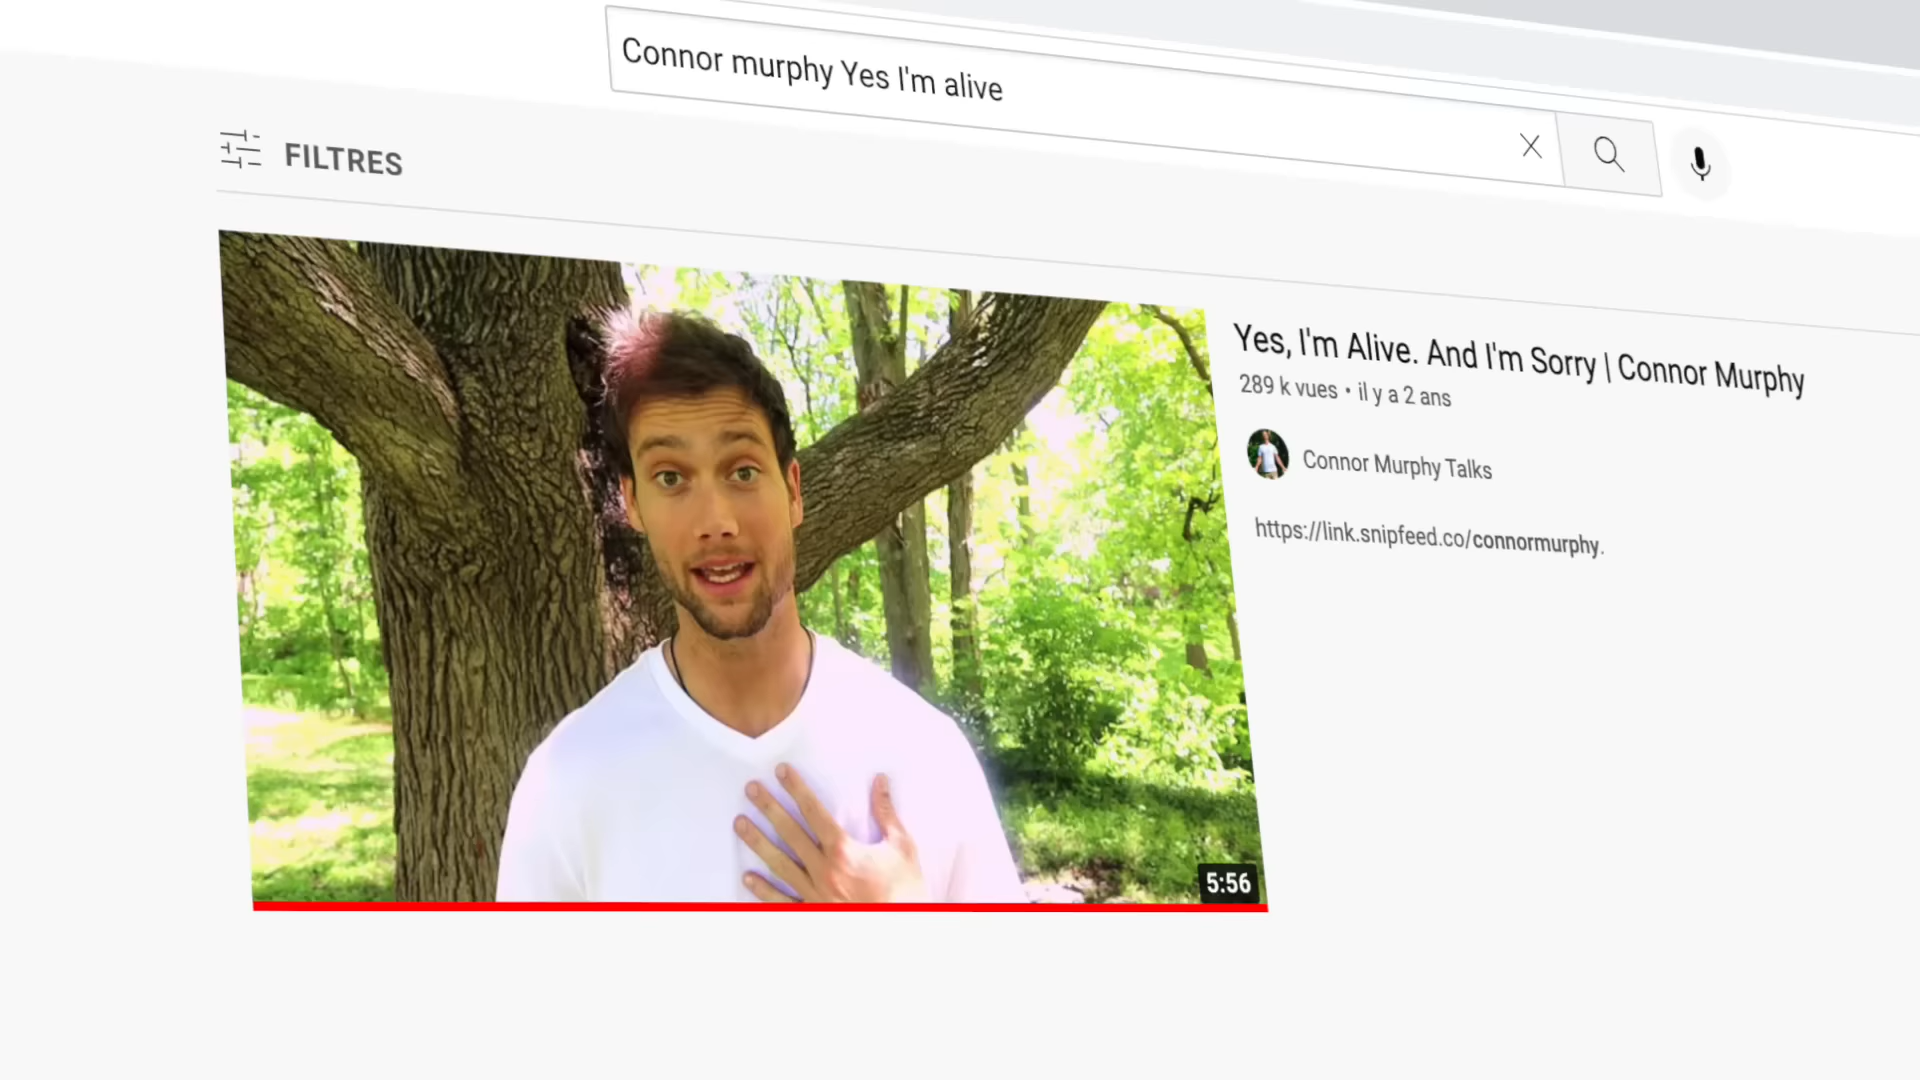 Connor murphy Yes I'm alive
FILTRES
Yes, I'm Alive. And I'm Sorry | Connor Murphy
289 k vues • il y a 2 ans
Connor Murphy Talks
https://link.snipfeed.co/connormurphy.
5:56